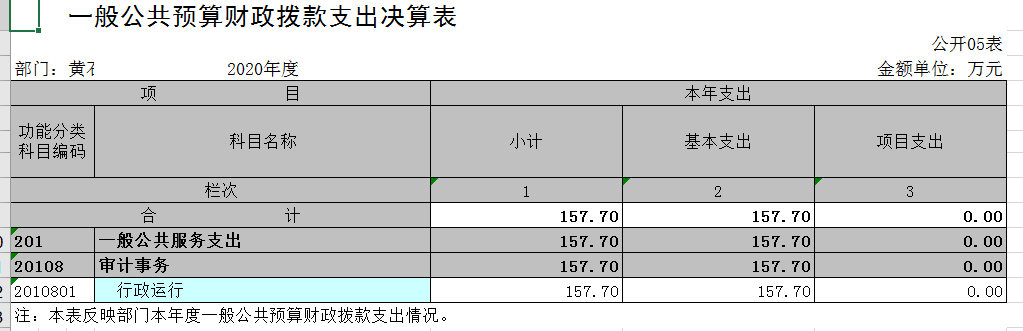 一般公共预算财政拨款支出决算表
公开05表
部门：黄 2020年度 金额单位：万元
项 目 本年支出
功能分类科目编码 科目名称 小计 基本支出 项目支出
栏次 1 2 3
合 计 157.70 157.70 0.00
201 一般公共服务支出 157.70 157.70 0.00
20108 审计事务 157.70 157.70 0.00
2010801 行政运行 157.70 157.70 0.00
注：本表反映部门本年度一般公共预算财政拨款支出情况。